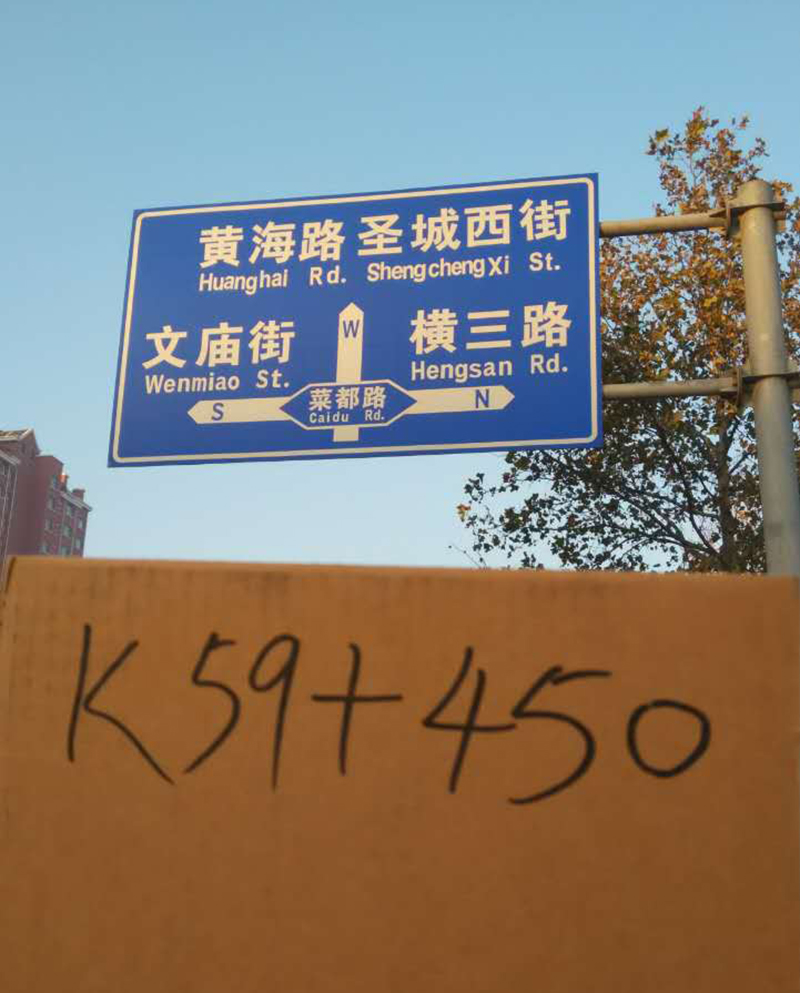 黄海路 圣城西街
Huanghai Rd. Shengcheng Xi St.
W
文庙街 横三路
Wenmiao St. Hengsan Rd.
S 菜都路 N
Caidu Rd.
K59+450